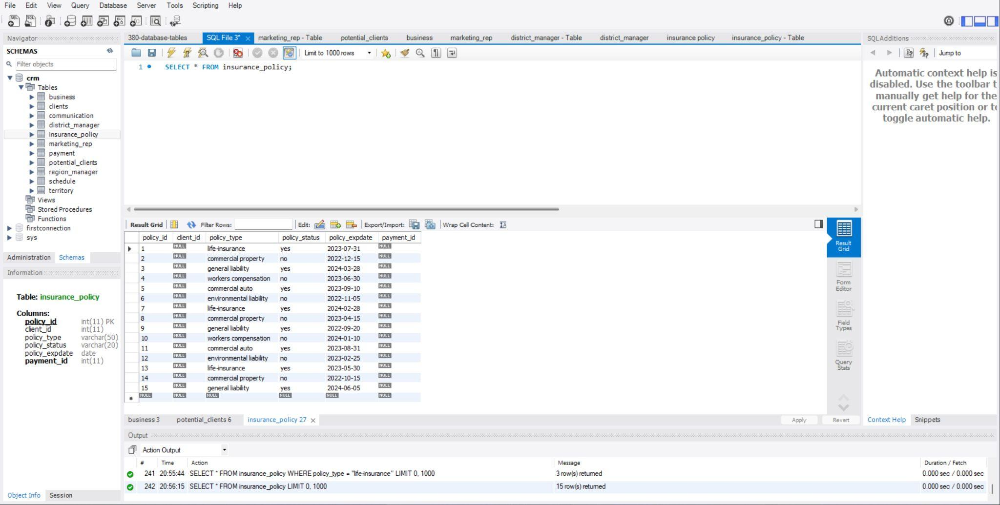 File Edit View Query Database Server Tools Scripting Help
Navigator
SCHEMAS
Filter objects
crm
Tables
business
clients
communication
district_manager
insurance_policy
marketing_rep
payment
potential_clients
region_manager
schedule
territory
Views
Stored Procedures
Functions
firstconnection
sys
Administration Schemas
Information
Table: insurance_policy
Columns:
policy_id int(11) PK
client_id int(11)
policy_type varchar(50)
policy_status varchar(20)
policy_expdate date
payment_id int(11)
Object Info Session
380-database-tables SQL File 3* marketing_rep - Table potential_clients business marketing_rep district_manager - Table district_manager insurance policy insurance_policy - Table
Limit to 1000 rows
1 SELECT * FROM insurance_policy;
Result Grid Filter Rows: Edit: Export/Import: Wrap Cell Content:
policy_id client_id policy_type policy_status policy_expdate payment_id
1 NULL life-insurance yes 2023-07-31 NULL
2 NULL commercial property no 2022-12-15 NULL
3 NULL general liability yes 2024-03-28 NULL
4 NULL workers compensation no 2023-06-30 NULL
5 NULL commercial auto yes 2023-09-10 NULL
6 NULL environmental liability no 2022-11-05 NULL
7 NULL life-insurance yes 2024-02-28 NULL
8 NULL commercial property no 2023-04-15 NULL
9 NULL general liability yes 2022-09-20 NULL
10 NULL workers compensation no 2024-01-10 NULL
11 NULL commercial auto yes 2023-08-31 NULL
12 NULL environmental liability no 2023-02-25 NULL
13 NULL life-insurance yes 2023-05-30 NULL
14 NULL commercial property no 2022-10-15 NULL
15 NULL general liability yes 2024-06-05 NULL
NULL NULL NULL NULL NULL NULL
Result
Grid
Form
Editor
Field
Types
Query
Stats
business 3 potential_clients 6 insurance_policy 27 Apply Revert
Output
Action Output
# Time Action Message Duration / Fetch
241 20:55:44 SELECT * FROM insurance_policy WHERE policy_type = "life-insurance" LIMIT 0, 1000 3 row(s) returned 0.000 sec / 0.000 sec
242 20:56:15 SELECT * FROM insurance_policy LIMIT 0, 1000 15 row(s) returned 0.000 sec / 0.000 sec
SQLAdditions
Jump to
Automatic context help is
disabled. Use the toolbar t
manually get help for the
current caret position or to
toggle automatic help.
Context Help Snippets